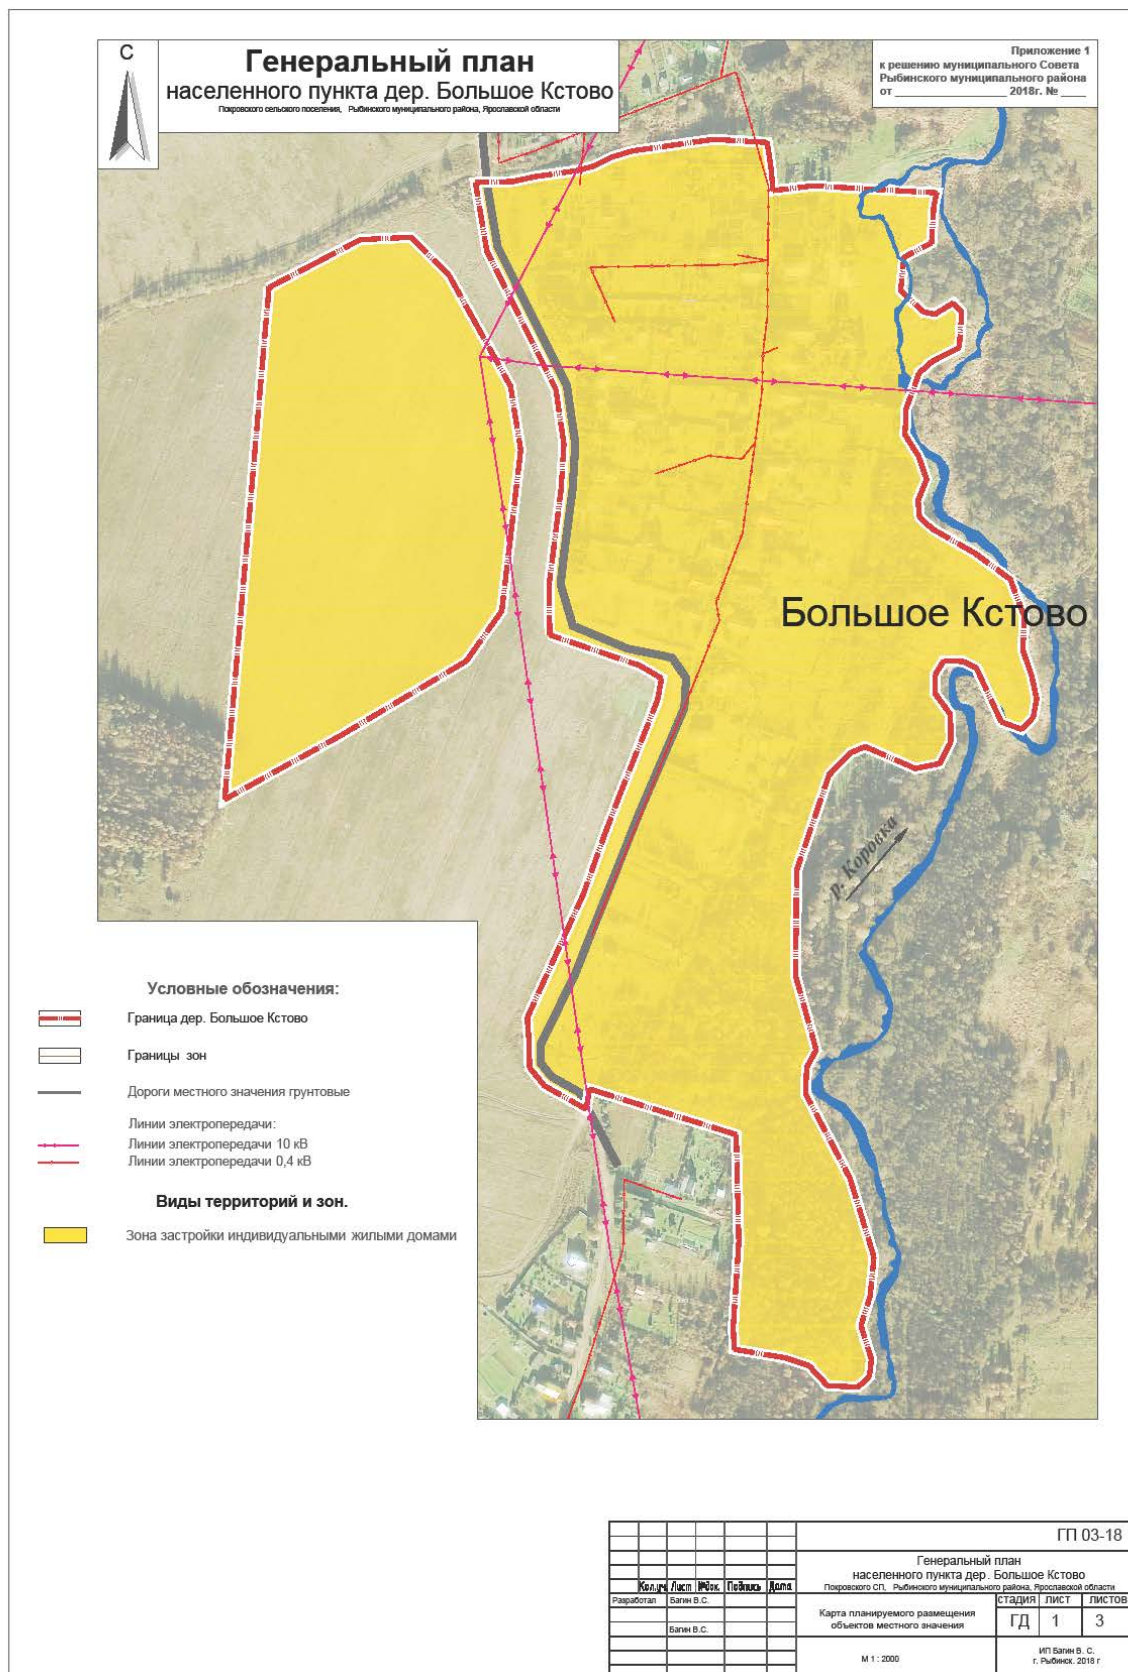 С
Генеральный план
населенного пункта дер. Большое Кстово
Покровского сельского поселения, Рыбинского муниципального района, Ярославской области
Приложение 1
к решению муниципального Совета
Рыбинского муниципального района
от ____________________ 2018г. № ____
Большое Кстово
р. Коровка
Условные обозначения:
Граница дер. Большое Кстово
Границы зон
Дороги местного значения грунтовые
Линии электропередачи:
Линии электропередачи 10 кВ
Линии электропередачи 0,4 кВ
Виды территорий и зон.
Зона застройки индивидуальными жилыми домами
ГП 03-18
Генеральный план
населенного пункта дер. Большое Кстово
Покровского СП, Рыбинского муниципального района, Ярославской области
Кол.уч Лист №док. Подпись Дата
Разработал Багин В.С.
Багин В.С.
Карта планируемого размещения
объектов местного значения
стадия лист листов
ГД 1 3
М 1 : 2000
ИП Багин В. С.
г. Рыбинск. 2018 г